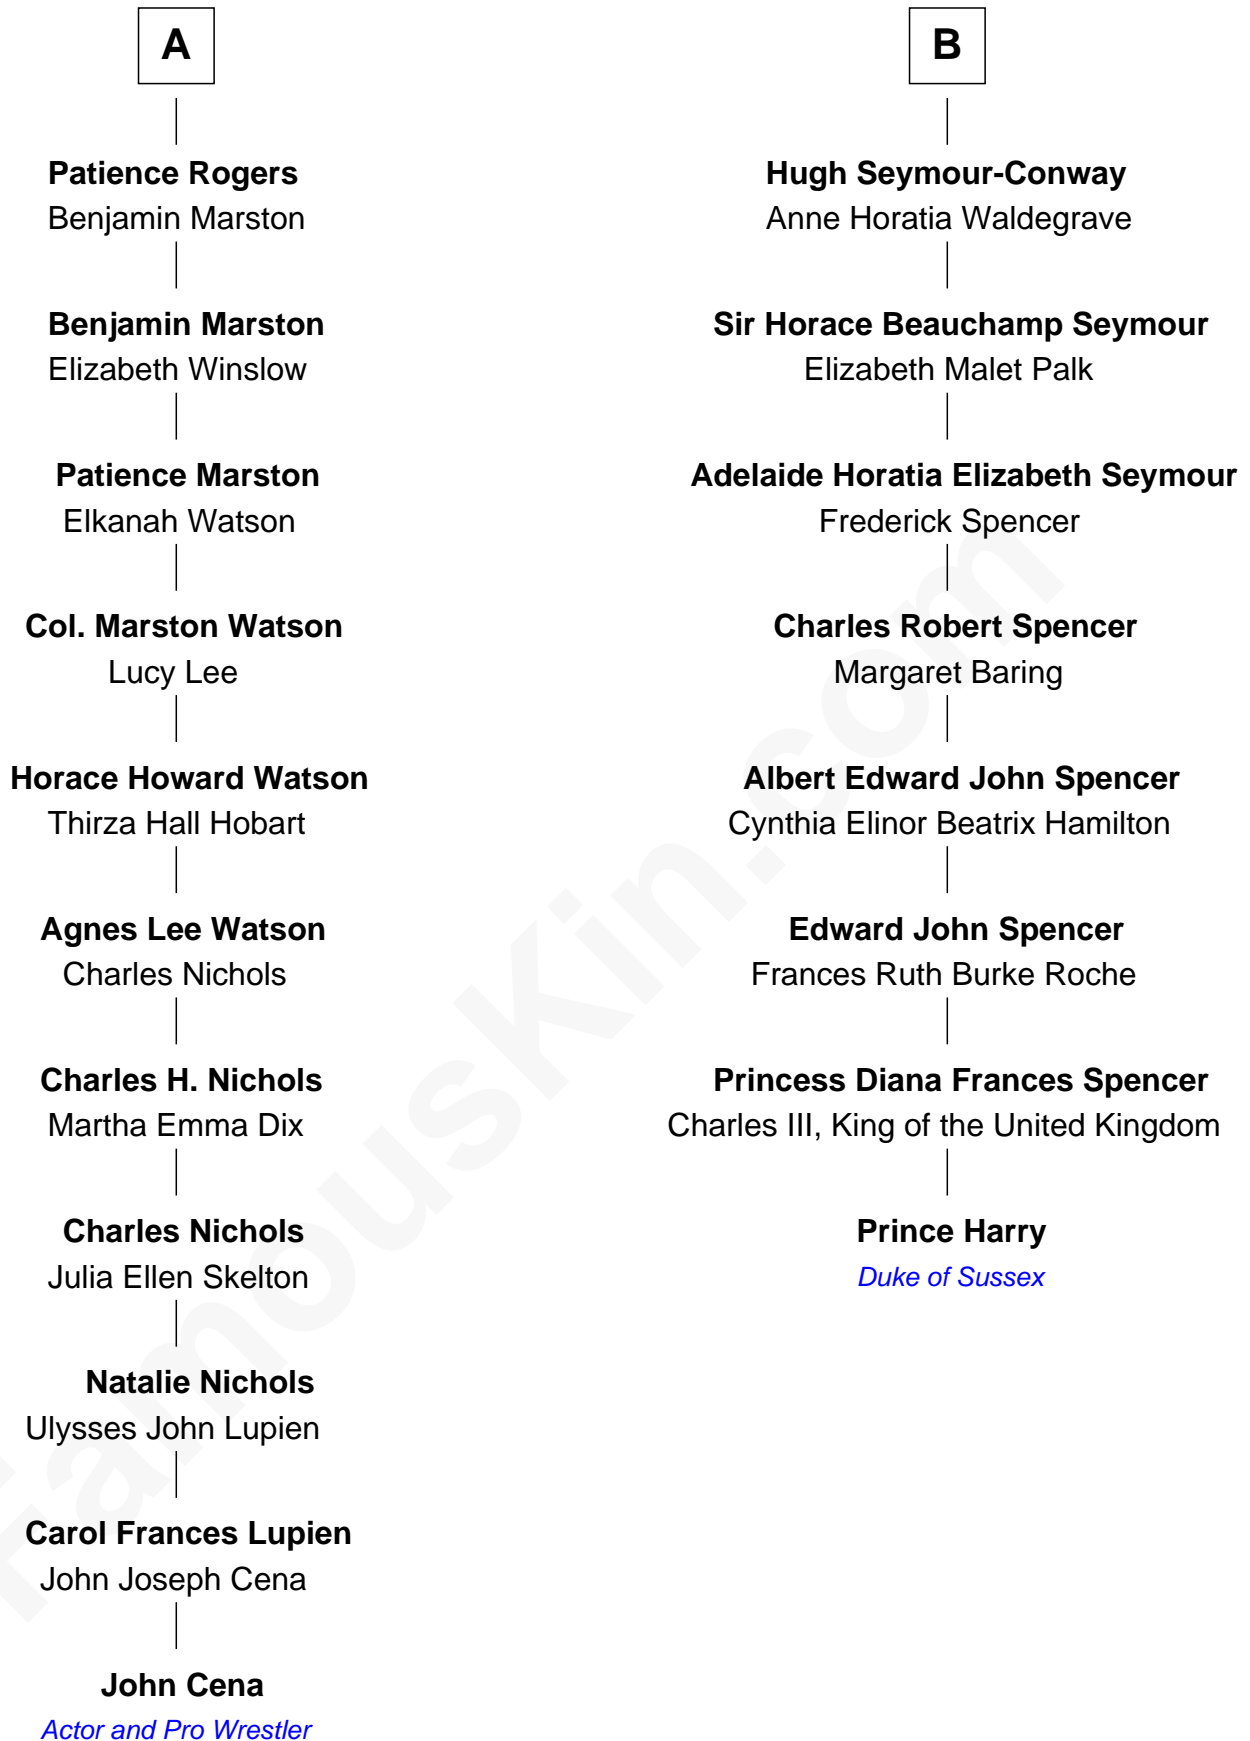 A
Patience Rogers
Benjamin Marston
Benjamin Marston
Elizabeth Winslow
Patience Marston
Elkanah Watson
Col. Marston Watson
Lucy Lee
Horace Howard Watson
Thirza Hall Hobart
Agnes Lee Watson
Charles Nichols
Charles H. Nichols
Martha Emma Dix
Charles Nichols
Julia Ellen Skelton
Natalie Nichols
Ulysses John Lupien
Carol Frances Lupien
John Joseph Cena
John Cena
Actor and Pro Wrestler
B
Hugh Seymour-Conway
Anne Horatia Waldegrave
Sir Horace Beauchamp Seymour
Elizabeth Malet Palk
Adelaide Horatia Elizabeth Seymour
Frederick Spencer
Charles Robert Spencer
Margaret Baring
Albert Edward John Spencer
Cynthia Elinor Beatrix Hamilton
Edward John Spencer
Frances Ruth Burke Roche
Princess Diana Frances Spencer
Charles III, King of the United Kingdom
Prince Harry
Duke of Sussex
FamousKin.com